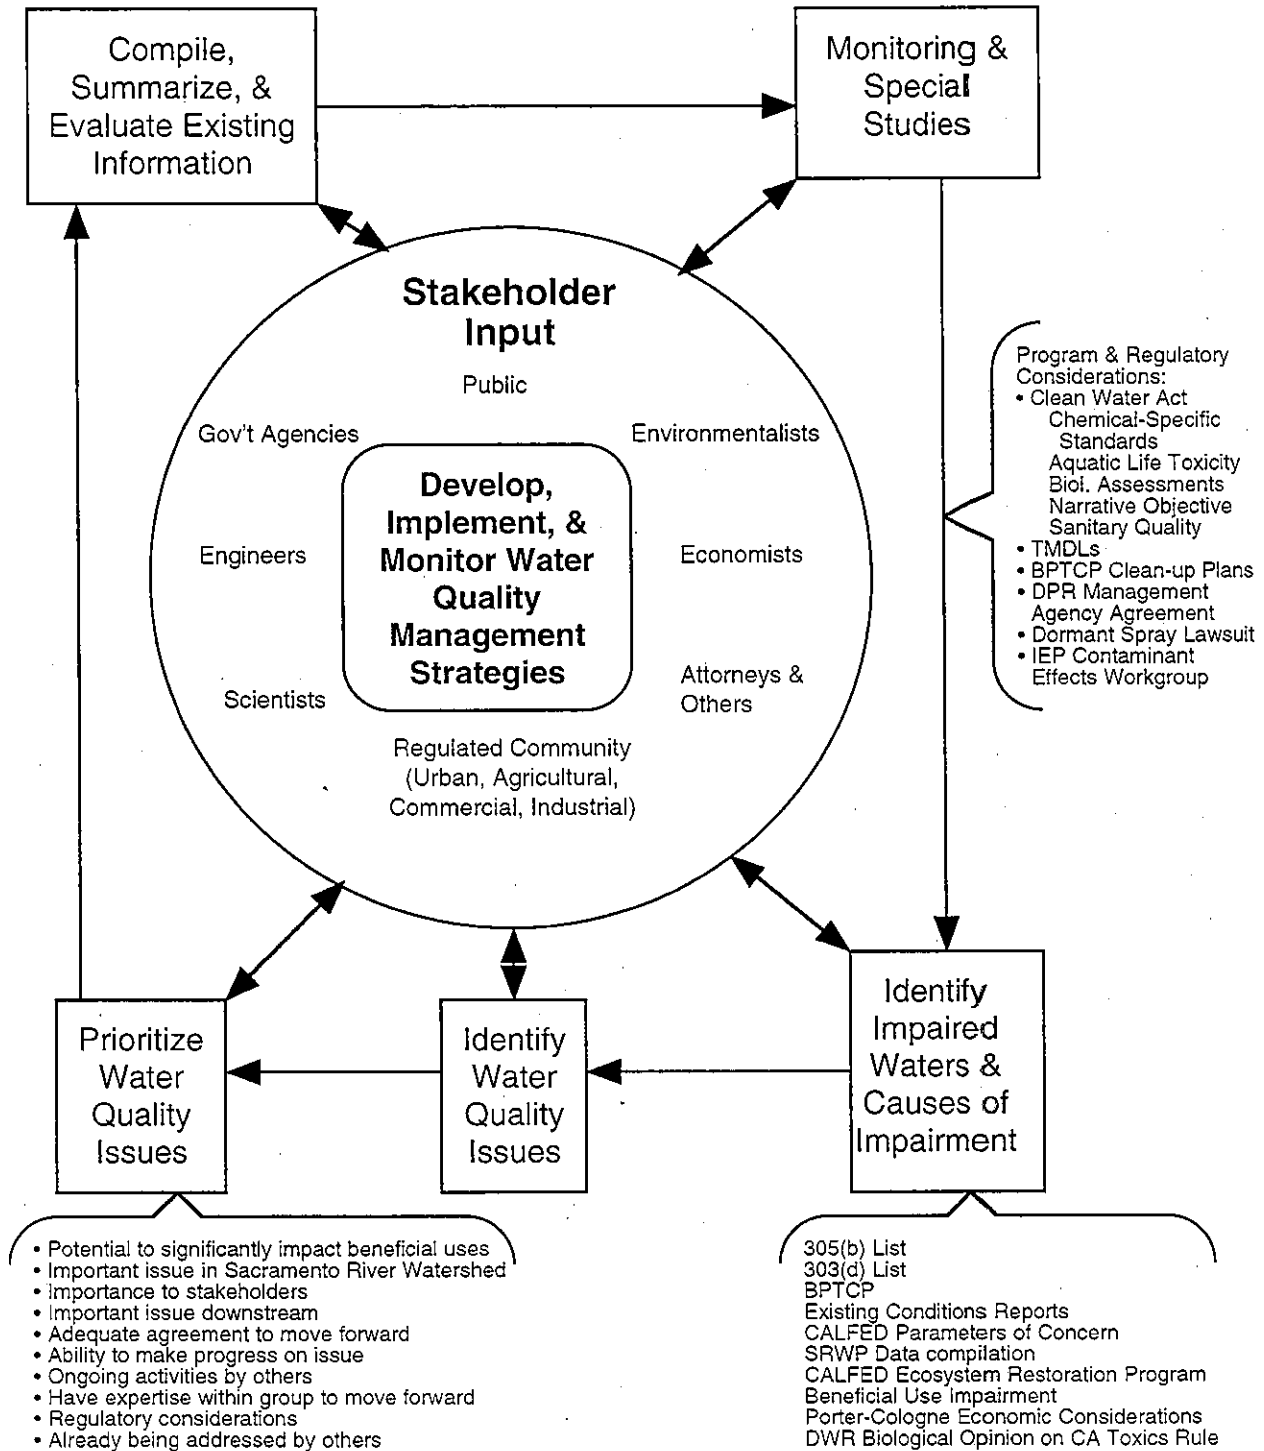 Compile,
Summarize, &
Evaluate Existing
Information
Monitoring &
Special
Studies
Stakeholder
Input
Public
Gov't Agencies
Environmentalists
Engineers
Economists
Scientists
Attorneys &
Others
Develop,
Implement, &
Monitor Water
Quality
Management
Strategies
Regulated Community
(Urban, Agricultural,
Commercial, Industrial)
Program & Regulatory
Considerations:
• Clean Water Act
Chemical-Specific
Standards
Aquatic Life Toxicity
Biol. Assessments
Narrative Objective
Sanitary Quality
• TMDLs
• BPTCP Clean-up Plans
• DPR Management
Agency Agreement
• Dormant Spray Lawsuit
• IEP Contaminant
Effects Workgroup
Prioritize
Water
Quality
Issues
Identify
Water
Quality
Issues
Identify
Impaired
Waters &
Causes of
Impairment
• Potential to significantly impact beneficial uses
• Important issue in Sacramento River Watershed
• Importance to stakeholders
• Important issue downstream
• Adequate agreement to move forward
• Ability to make progress on issue
• Ongoing activities by others
• Have expertise within group to move forward
• Regulatory considerations
• Already being addressed by others
305(b) List
303(d) List
BPTCP
Existing Conditions Reports
CALFED Parameters of Concern
SRWP Data compilation
CALFED Ecosystem Restoration Program
Beneficial Use Impairment
Porter-Cologne Economic Considerations
DWR Biological Opinion on CA Toxics Rule